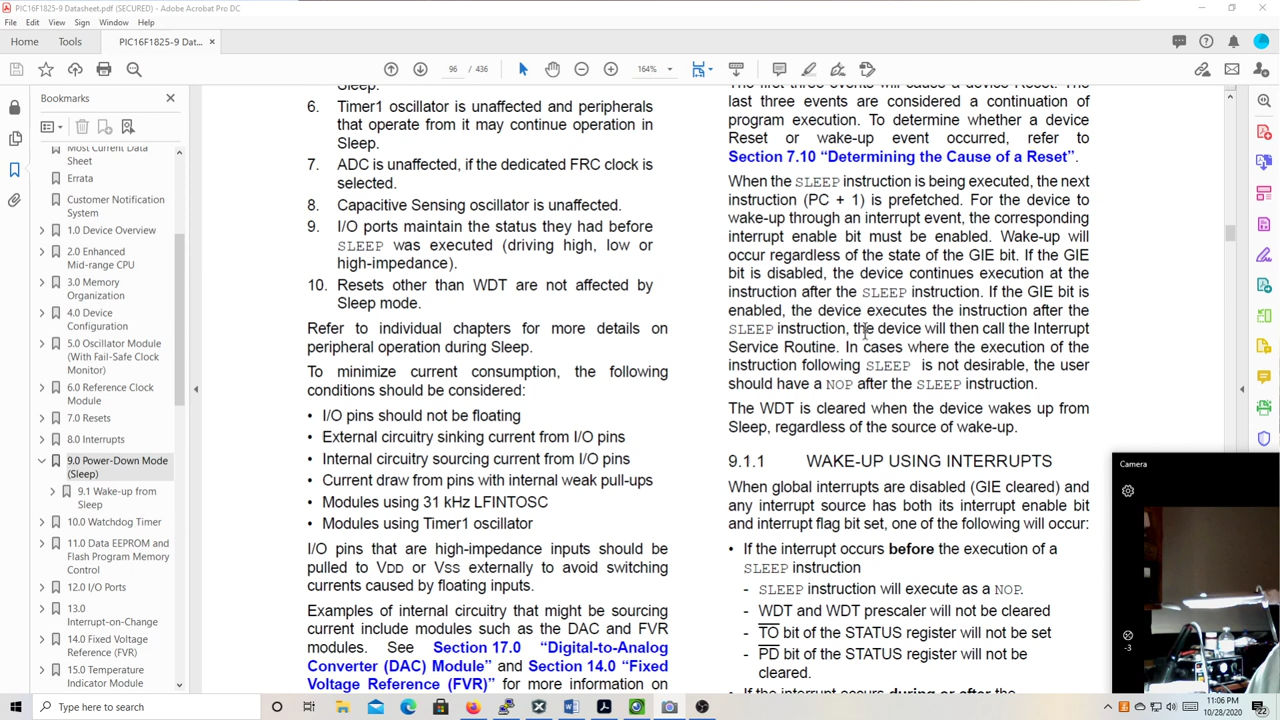 PIC16F1825-9 Datasheet.pdf (SECURED) - Adobe Acrobat Pro DC
File Edit View Sign Window Help
Home Tools PIC16F1825-9 Dat... ×
96 / 436 164%
Bookmarks
Most Current Data
Sheet
Errata
Customer Notification
System
1.0 Device Overview
2.0 Enhanced
Mid-range CPU
3.0 Memory
Organization
4.0 Device
Configuration
5.0 Oscillator Module
(With Fail-Safe Clock
Monitor)
6.0 Reference Clock
Module
7.0 Resets
8.0 Interrupts
9.0 Power-Down Mode
(Sleep)
9.1 Wake-up from
Sleep
10.0 Watchdog Timer
11.0 Data EEPROM and
Flash Program Memory
Control
12.0 I/O Ports
13.0
Interrupt-on-Change
14.0 Fixed Voltage
Reference (FVR)
15.0 Temperature
Indicator Module
Sleep.
6. Timer1 oscillator is unaffected and peripherals
that operate from it may continue operation in
Sleep.
7. ADC is unaffected, if the dedicated FRC clock is
selected.
8. Capacitive Sensing oscillator is unaffected.
9. I/O ports maintain the status they had before
SLEEP was executed (driving high, low or
high-impedance).
10. Resets other than WDT are not affected by
Sleep mode.
Refer to individual chapters for more details on
peripheral operation during Sleep.
To minimize current consumption, the following
conditions should be considered:
• I/O pins should not be floating
• External circuitry sinking current from I/O pins
• Internal circuitry sourcing current from I/O pins
• Current draw from pins with internal weak pull-ups
• Modules using 31 kHz LFINTOSC
• Modules using Timer1 oscillator
I/O pins that are high-impedance inputs should be
pulled to VDD or VSS externally to avoid switching
currents caused by floating inputs.
Examples of internal circuitry that might be sourcing
current include modules such as the DAC and FVR
modules. See Section 17.0 “Digital-to-Analog
Converter (DAC) Module” and Section 14.0 “Fixed
Voltage Reference (FVR)” for more information on
The first three events will cause a device Reset. The
last three events are considered a continuation of
program execution. To determine whether a device
Reset or wake-up event occurred, refer to
Section 7.10 “Determining the Cause of a Reset”.
When the SLEEP instruction is being executed, the next
instruction (PC + 1) is prefetched. For the device to
wake-up through an interrupt event, the corresponding
interrupt enable bit must be enabled. Wake-up will
occur regardless of the state of the GIE bit. If the GIE
bit is disabled, the device continues execution at the
instruction after the SLEEP instruction. If the GIE bit is
enabled, the device executes the instruction after the
SLEEP instruction, the device will then call the Interrupt
Service Routine. In cases where the execution of the
instruction following SLEEP is not desirable, the user
should have a NOP after the SLEEP instruction.
The WDT is cleared when the device wakes up from
Sleep, regardless of the source of wake-up.
9.1.1 WAKE-UP USING INTERRUPTS
When global interrupts are disabled (GIE cleared) and
any interrupt source has both its interrupt enable bit
and interrupt flag bit set, one of the following will occur:
• If the interrupt occurs before the execution of a
SLEEP instruction
- SLEEP instruction will execute as a NOP.
- WDT and WDT prescaler will not be cleared
- TO bit of the STATUS register will not be set
- PD bit of the STATUS register will not be
cleared.
• If the interrupt occurs during or after the
Camera
-3
Type here to search
11:06 PM
10/28/2020
22